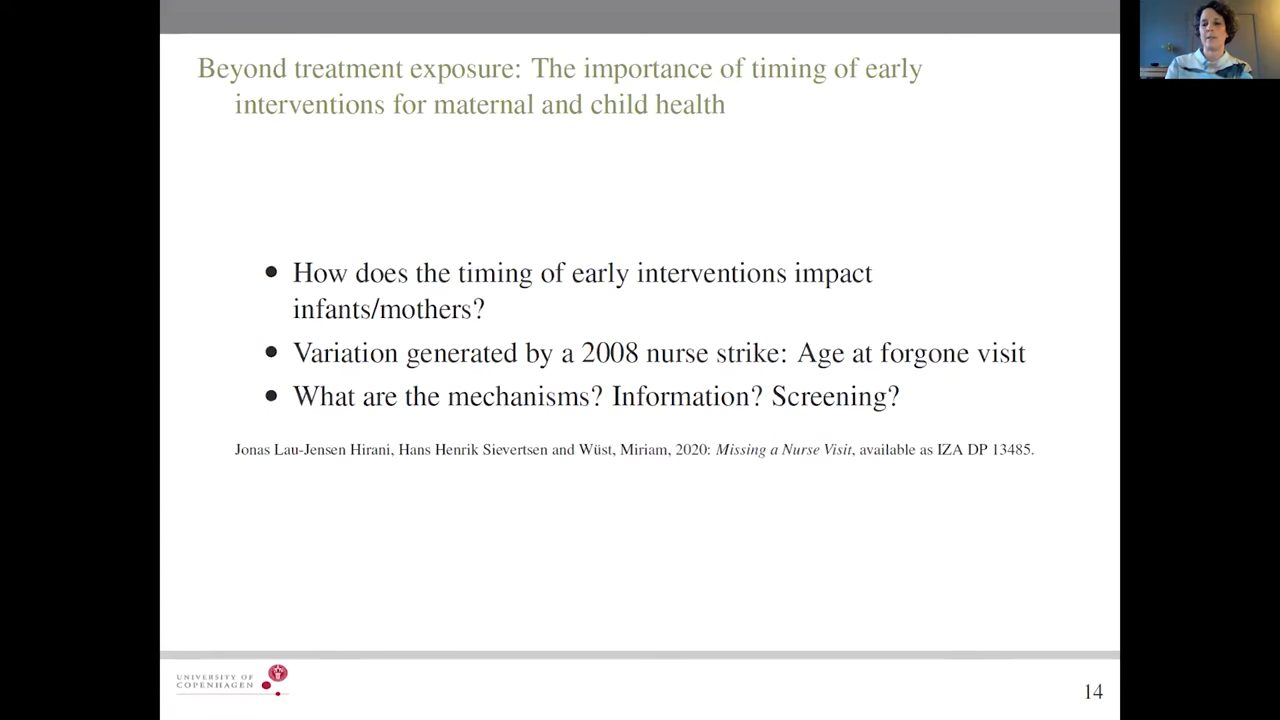 Beyond treatment exposure: The importance of timing of early
interventions for maternal and child health
• How does the timing of early interventions impact
infants/mothers?
• Variation generated by a 2008 nurse strike: Age at forgone visit
• What are the mechanisms? Information? Screening?
Jonas Lau-Jensen Hirani, Hans Henrik Sievertsen and Wüst, Miriam, 2020: Missing a Nurse Visit, available as IZA DP 13485.
UNIVERSITY OF
COPENHAGEN
14